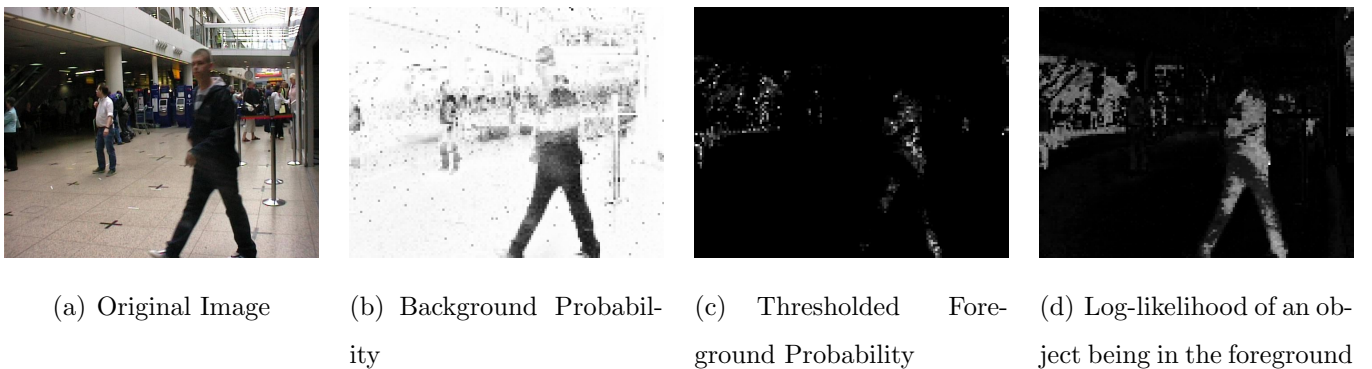 (a) Original Image
(b) Background Probabil-
ity
(c) Thresholded Fore-
ground Probability
(d) Log-likelihood of an ob-
ject being in the foreground